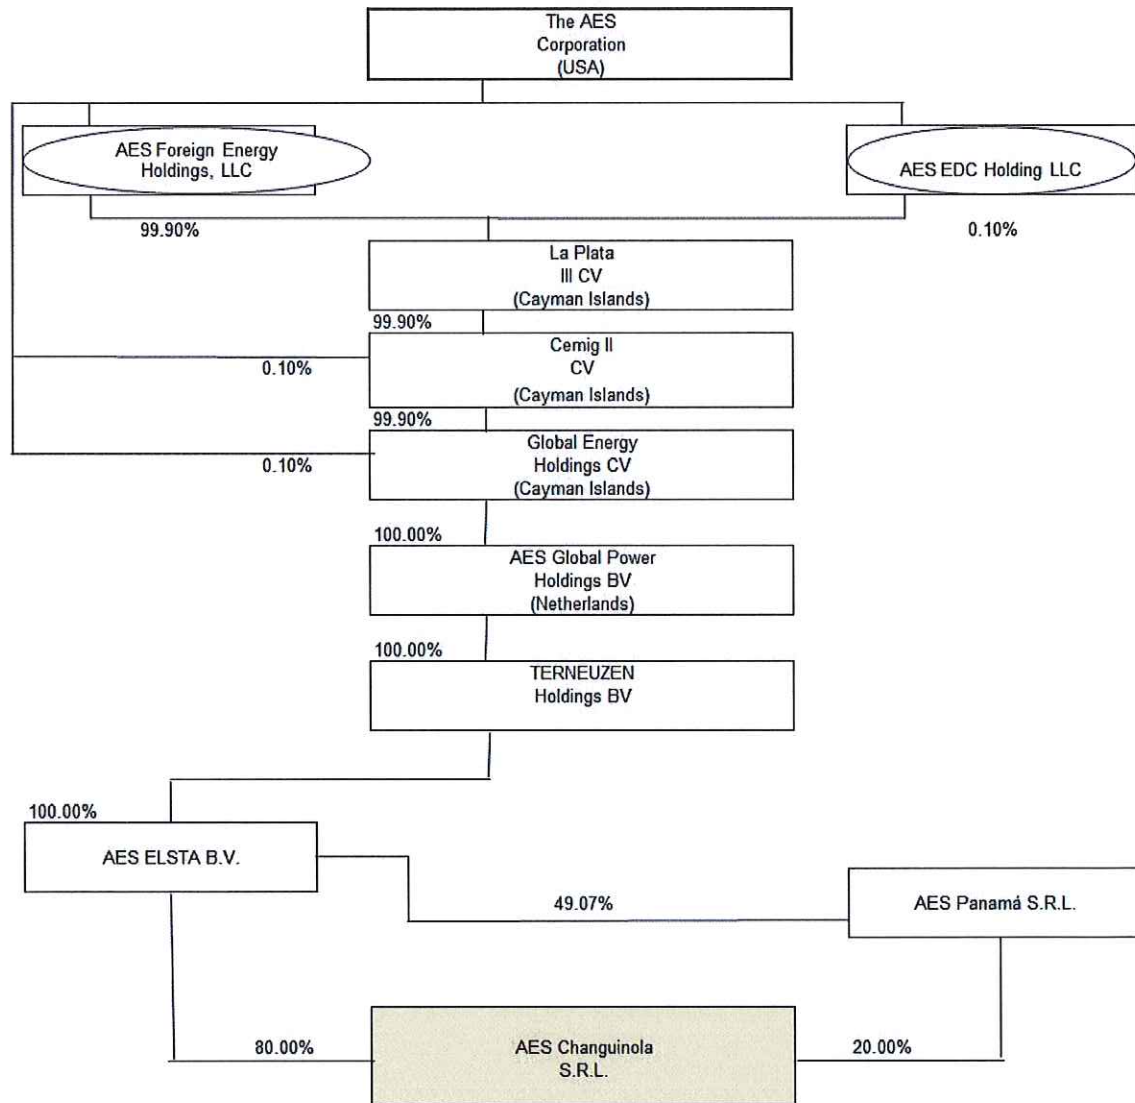 The AES
Corporation
(USA)
AES Foreign Energy
Holdings, LLC
AES EDC Holding LLC
99.90%
0.10%
La Plata
III CV
(Cayman Islands)
99.90%
Cemig II
CV
(Cayman Islands)
0.10%
99.90%
Global Energy
Holdings CV
(Cayman Islands)
0.10%
100.00%
AES Global Power
Holdings BV
(Netherlands)
100.00%
TERNEUZEN
Holdings BV
100.00%
AES ELSTA B.V.
49.07%
AES Panamá S.R.L.
80.00%
AES Changuinola
S.R.L.
20.00%